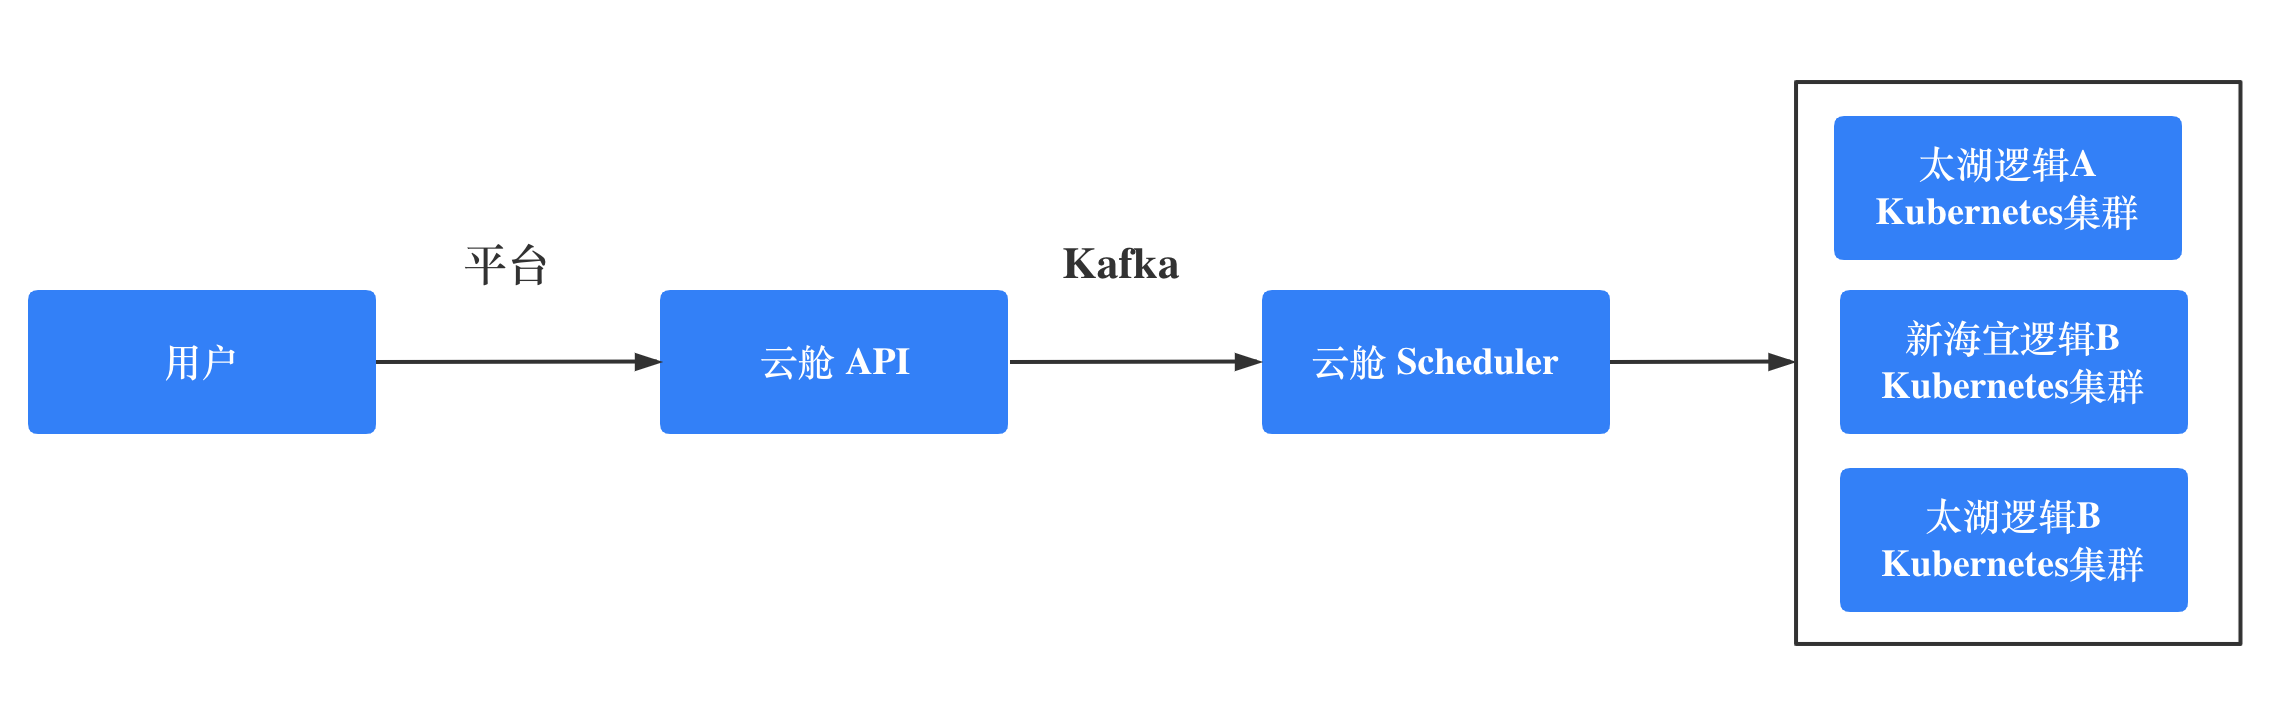 用户
平台
云舱 API
Kafka
云舱 Scheduler
太湖逻辑A
Kubernetes集群
新海宜逻辑B
Kubernetes集群
太湖逻辑B
Kubernetes集群